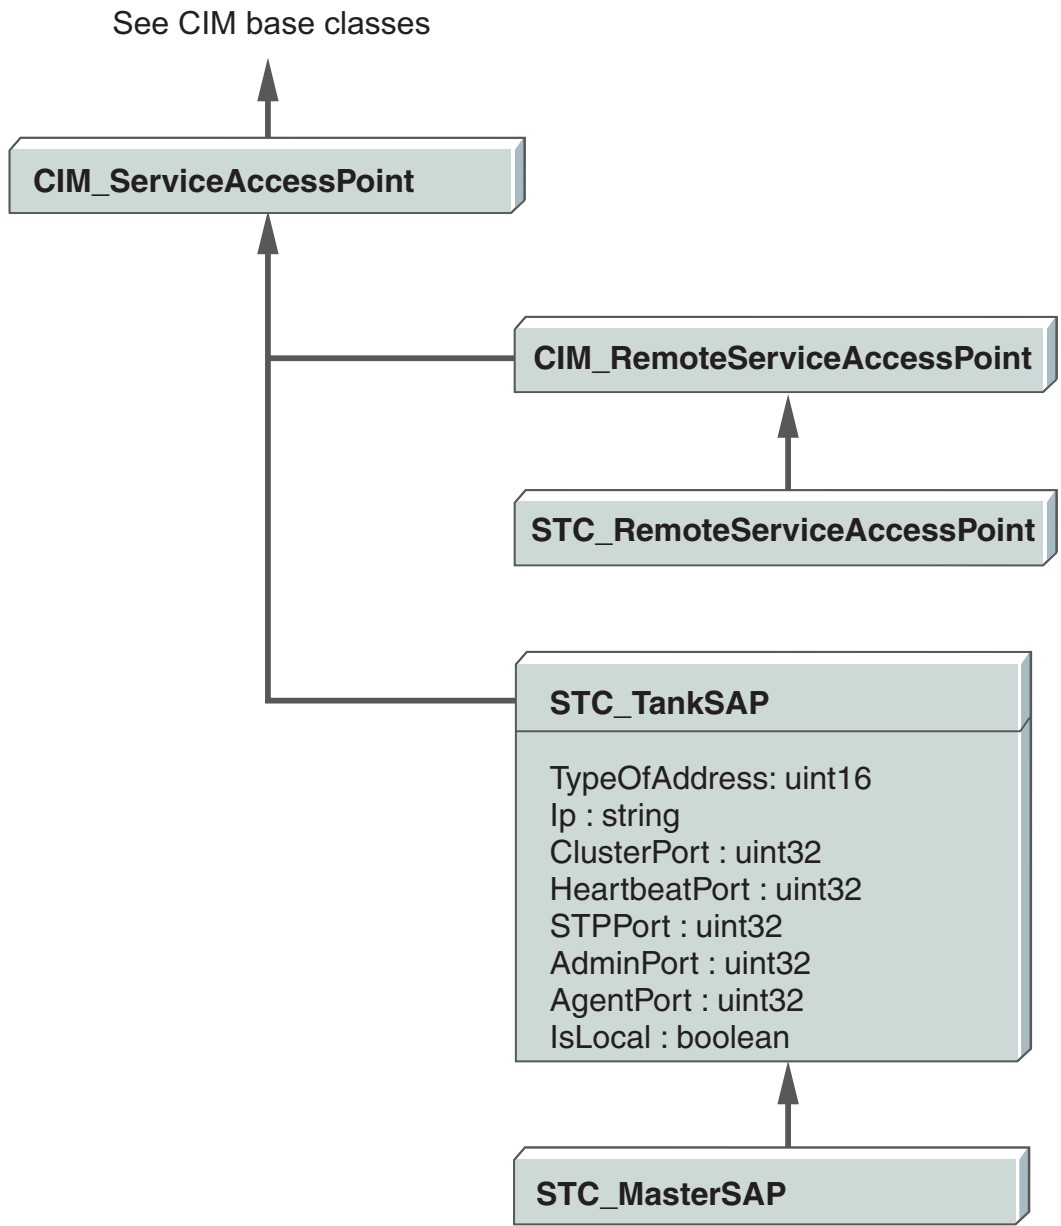 See CIM base classes
CIM_ServiceAccessPoint
CIM_RemoteServiceAccessPoint
STC_RemoteServiceAccessPoint
STC_TankSAP
TypeOfAddress: uint16
Ip : string
ClusterPort : uint32
HeartbeatPort : uint32
STPPort : uint32
AdminPort : uint32
AgentPort : uint32
IsLocal : boolean
STC_MasterSAP